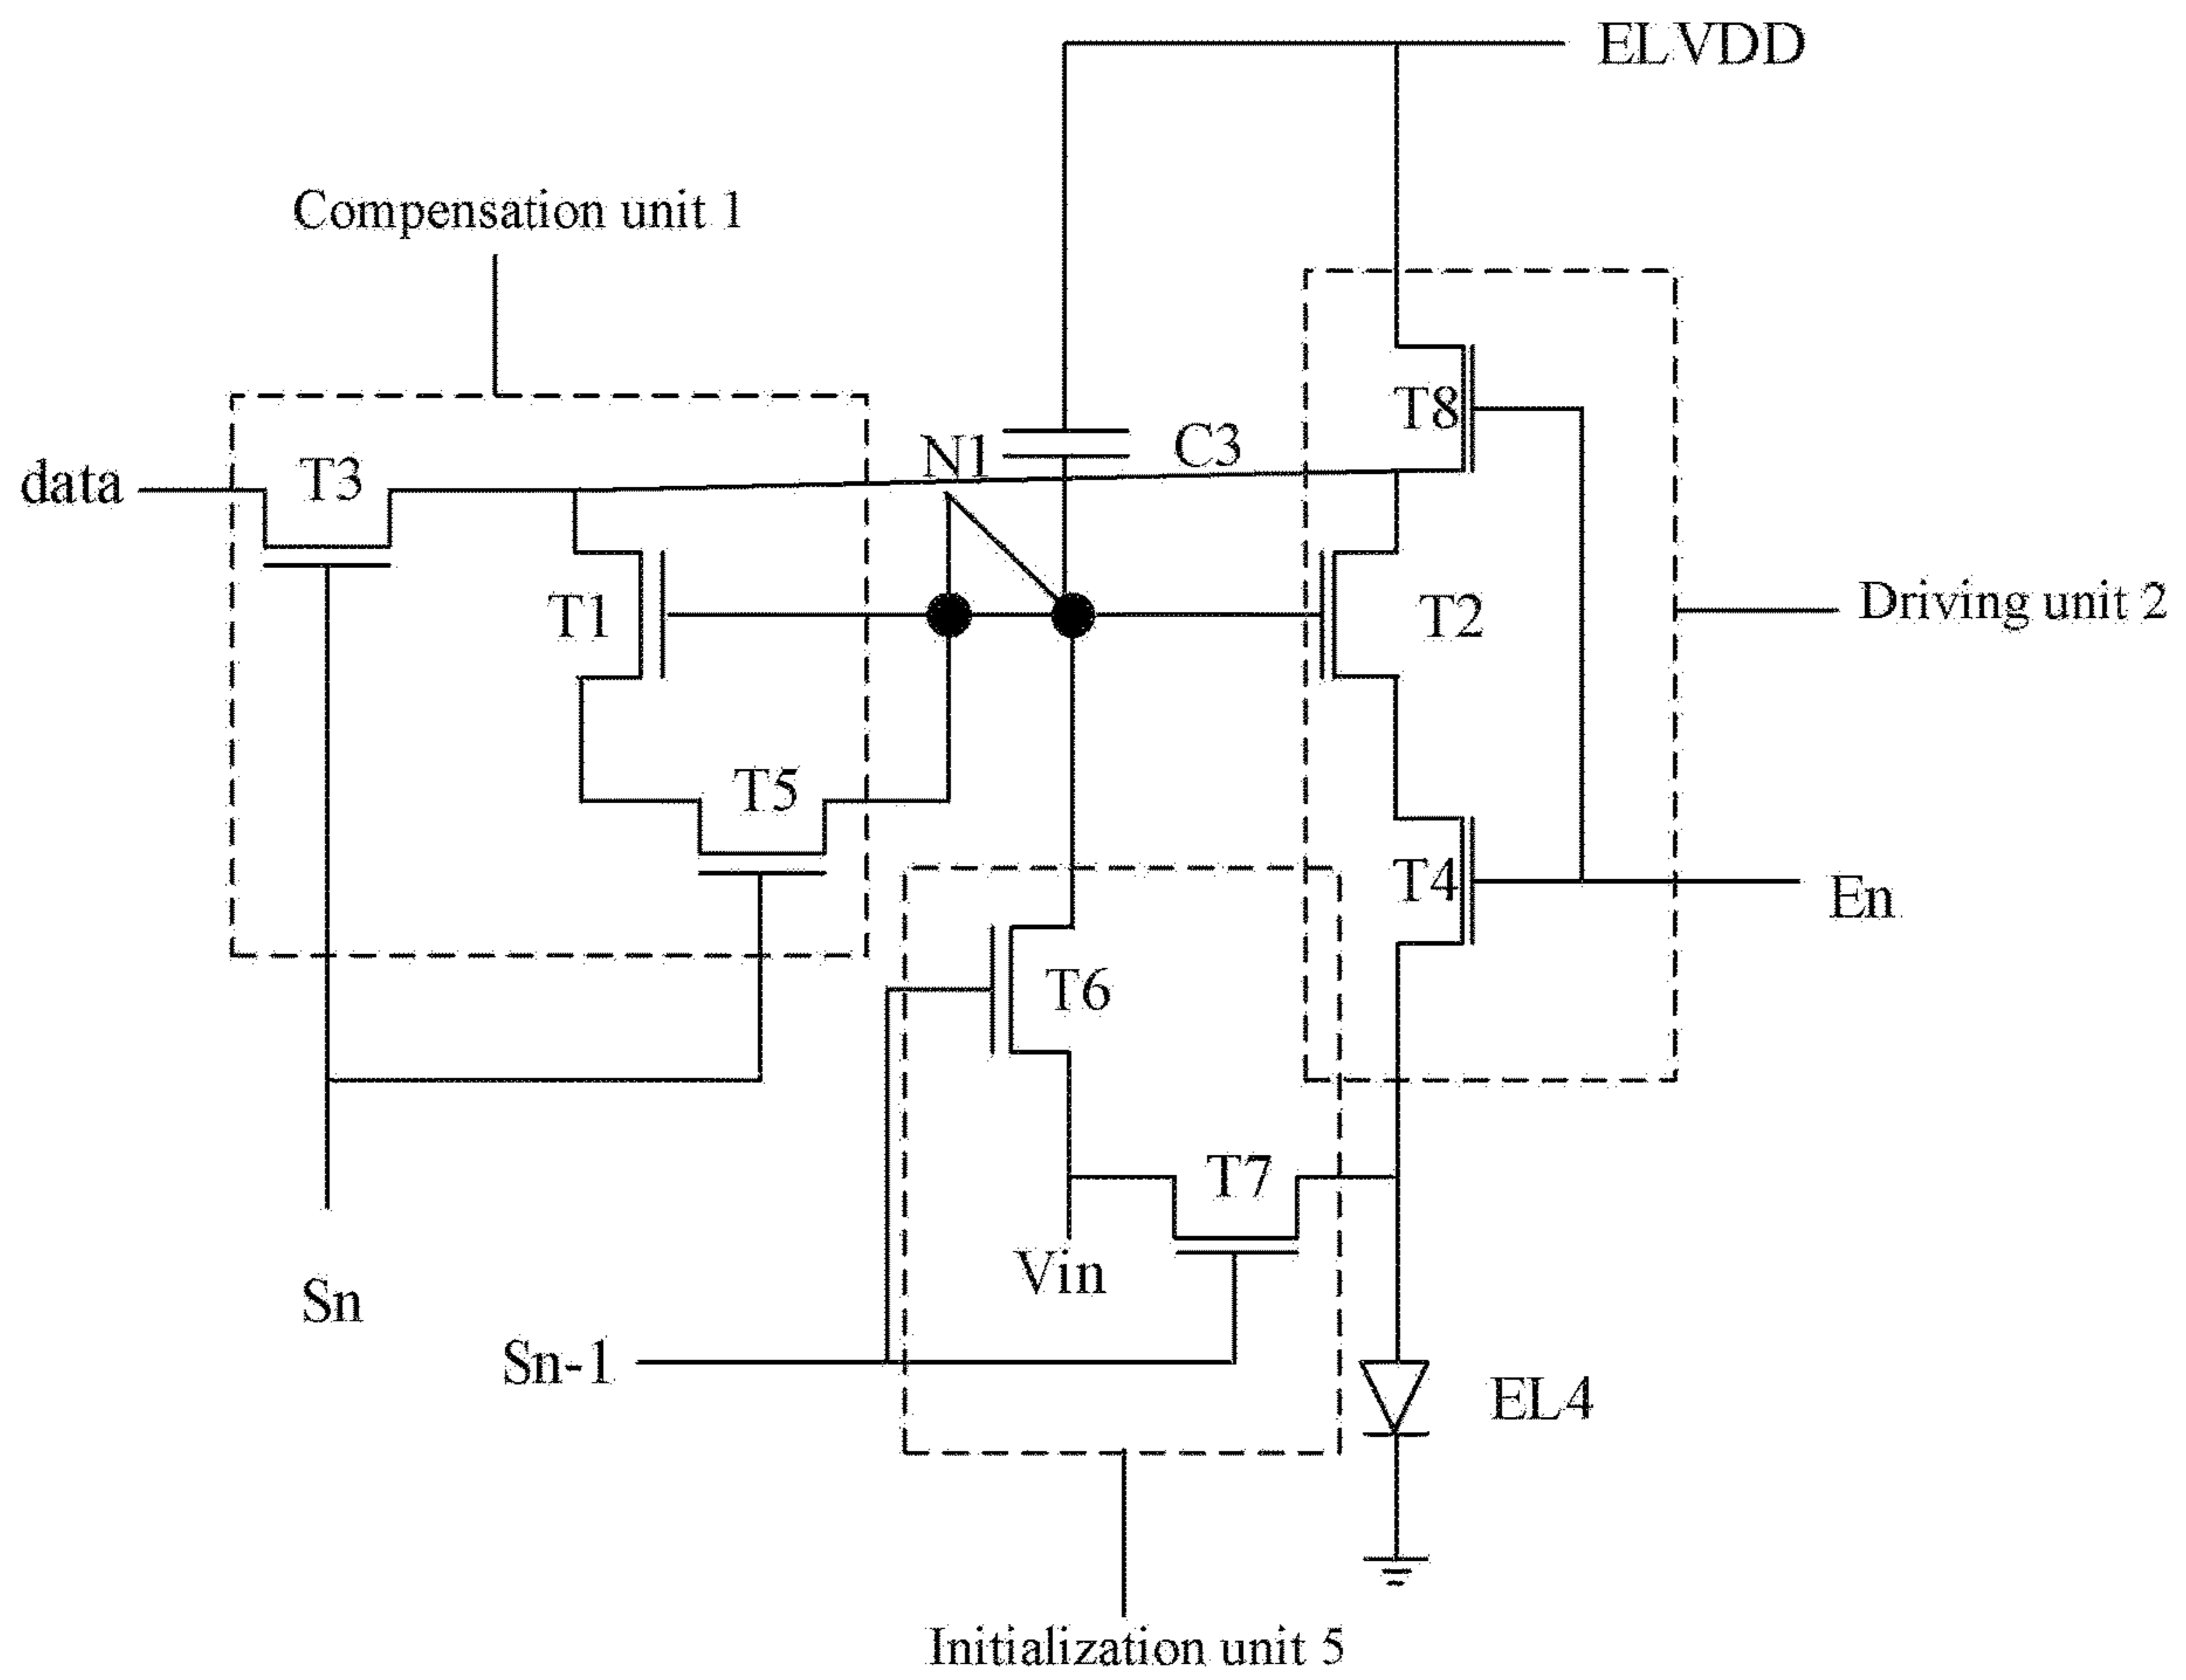 ELVDD
Compensation unit 1
T8
N1
C3
data
T3
T1
T2
Driving unit 2
T5
T4
En
T6
T7
Vin
Sn
Sn-1
EL4
Initialization unit 5